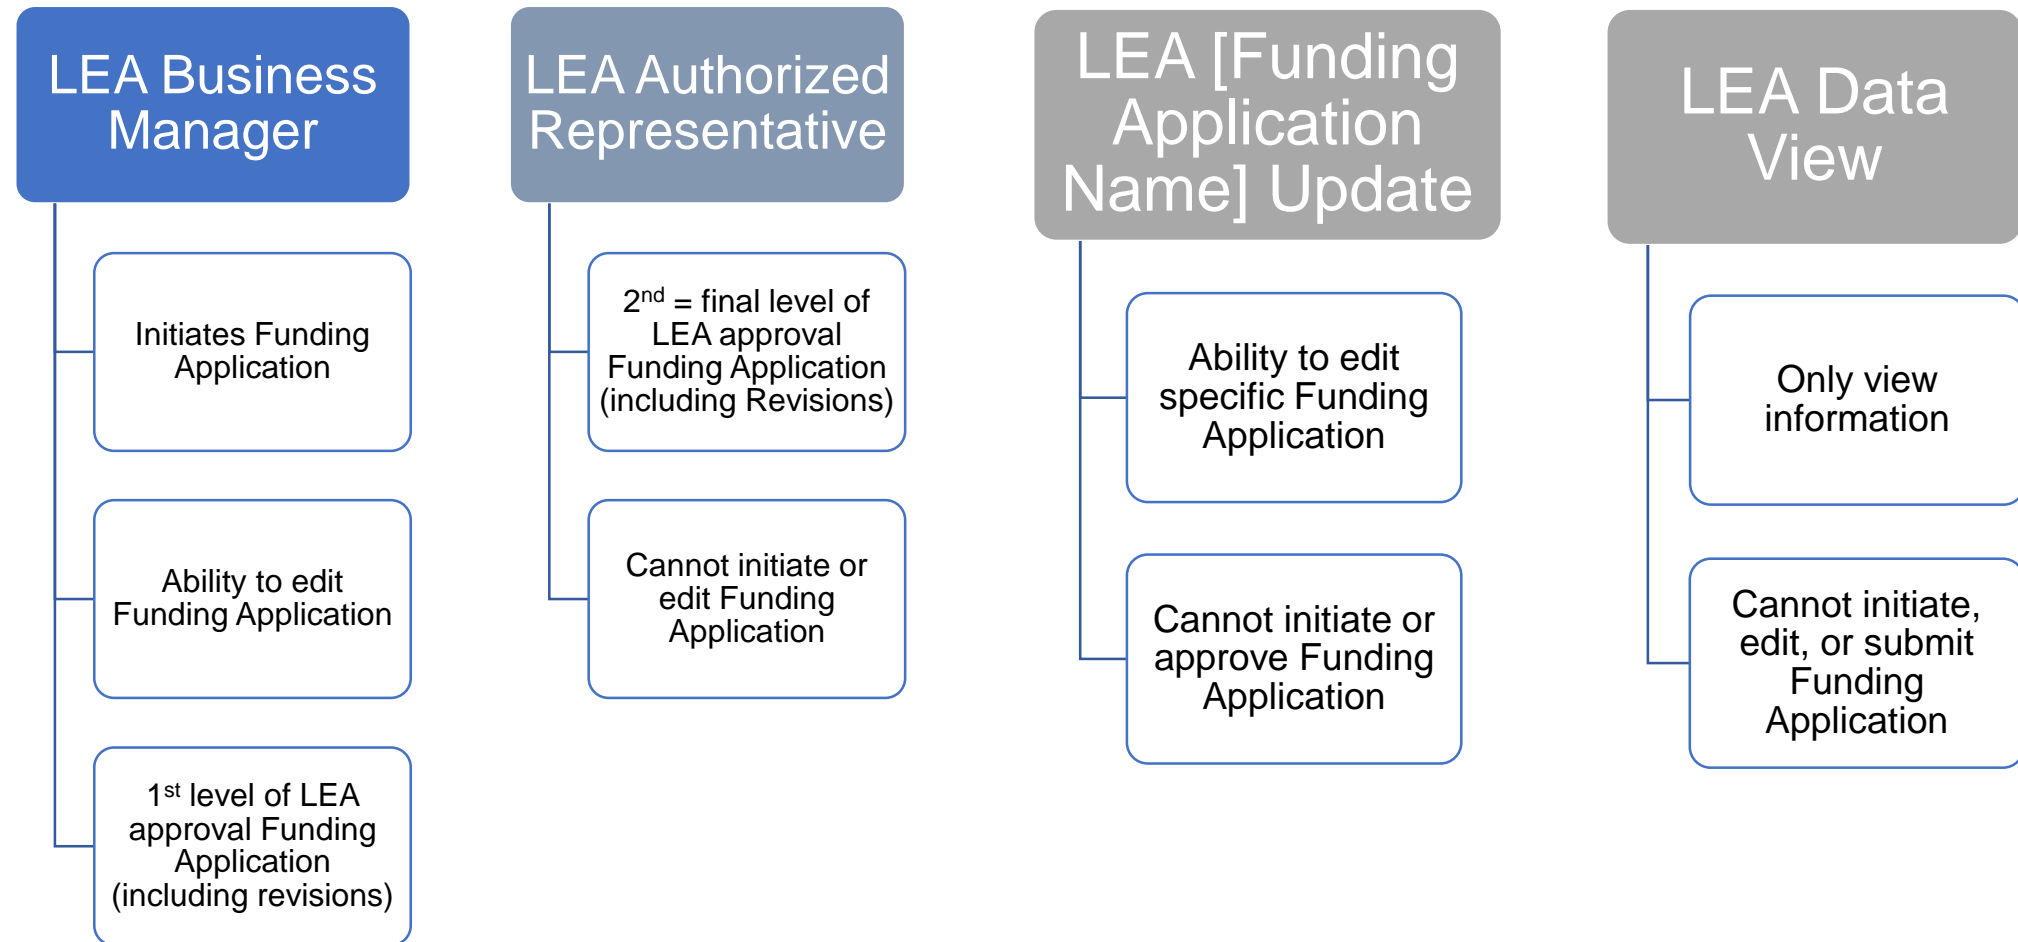 LEA Business
Manager
Initiates Funding
Application
Ability to edit
Funding Application
1st level of LEA
approval Funding
Application
(including revisions)
LEA Authorized
Representative
2nd = final level of
LEA approval
Funding Application
(including Revisions)
Cannot initiate or
edit Funding
Application
LEA [Funding
Application
Name] Update
Ability to edit
specific Funding
Application
Cannot initiate or
approve Funding
Application
LEA Data
View
Only view
information
Cannot initiate,
edit, or submit
Funding
Application